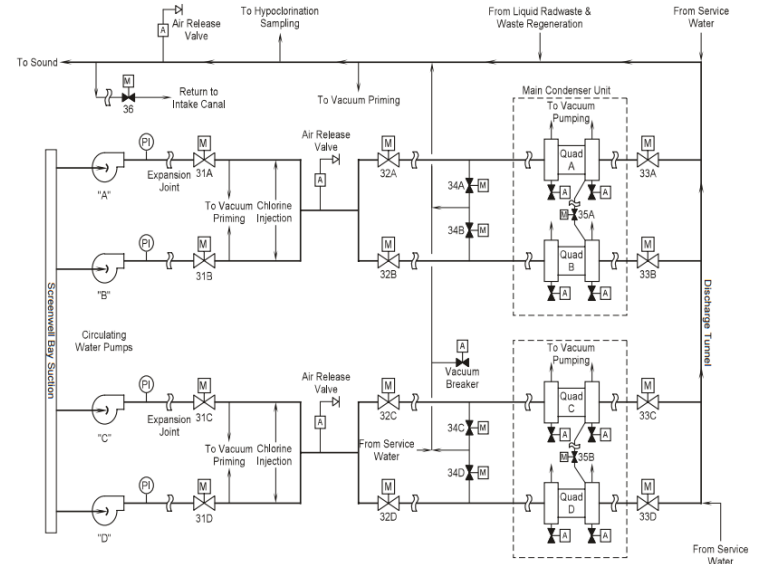 To Hypoclorination
Sampling
From Liquid Radwaste &
Waste Regeneration
From Service
Water
A
Air Release
Valve
To Sound
M
36
Return to
Intake Canal
To Vacuum Priming
Main Condenser Unit
To Vacuum
Pumping
Air Release
Valve
A
PI
M
M
Quad
A
M
"A"
Expansion
Joint
31A
32A
34A
M
A
A
33A
To Vacuum
Priming
Chlorine
Injection
M
35A
34B
M
PI
M
M
Quad
B
M
"B"
31B
32B
A
A
33B
Screenwell Bay Suction
Discharge Tunnel
Circulating
Water Pumps
A
Vacuum
Breaker
To Vacuum
Pumping
Air Release
Valve
A
PI
M
M
Quad
C
M
"C"
Expansion
Joint
31C
32C
34C
M
A
A
33C
To Vacuum
Priming
Chlorine
Injection
From Service
Water
M
35B
34D
M
PI
M
M
Quad
D
M
"D"
31D
32D
A
A
33D
From Service
Water